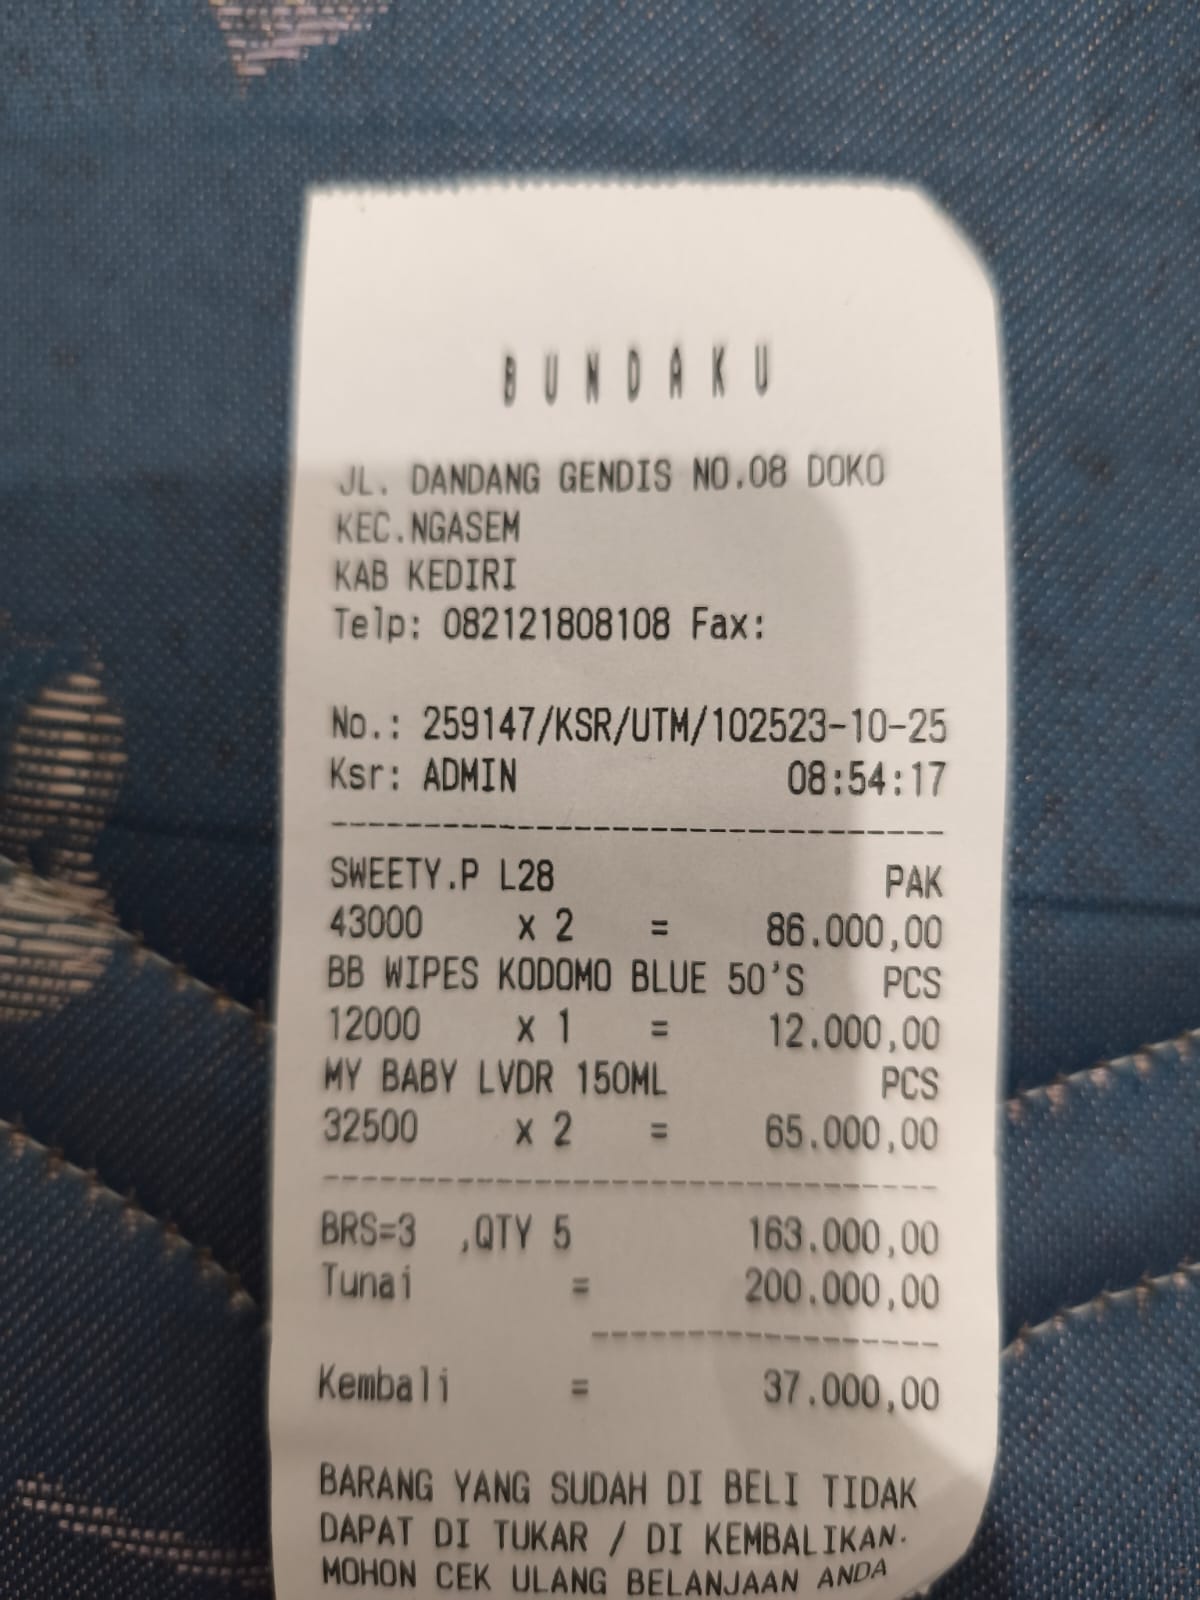 BUNDAKU
JL. DANDANG GENDIS NO.08 DOKO
KEC.NGASEM
KAB KEDIRI
Telp: 082121808108 Fax:
No.: 259147/KSR/UTM/102523-10-25
Ksr: ADMIN 08:54:17
--------------------------------
SWEETY.P L28 PAK
43000 x 2 = 86.000,00
BB WIPES KODOMO BLUE 50'S PCS
12000 x 1 = 12.000,00
MY BABY LVDR 150ML PCS
32500 x 2 = 65.000,00
--------------------------------
BRS=3 ,QTY 5 163.000,00
Tunai = 200.000,00
------------------
Kembali = 37.000,00
BARANG YANG SUDAH DI BELI TIDAK
DAPAT DI TUKAR / DI KEMBALIKAN.
MOHON CEK ULANG BELANJAAN ANDA